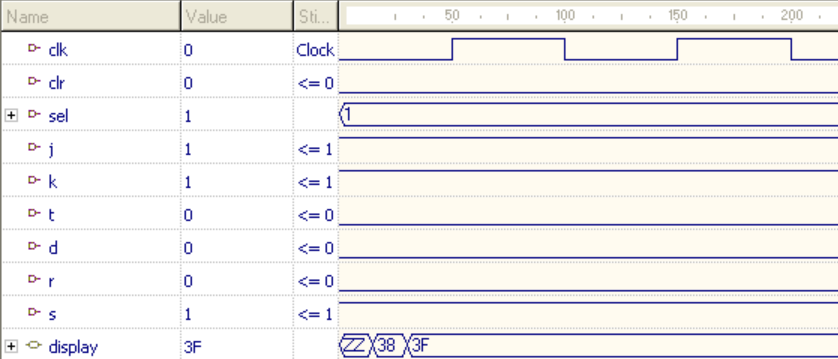 Name Value Sti... 50 100 150 200
clk 0 Clock
clr 0 <= 0
sel 1 1
j 1 <= 1
k 1 <= 1
t 0 <= 0
d 0 <= 0
r 0 <= 0
s 1 <= 1
display 3F ZZ 38 3F